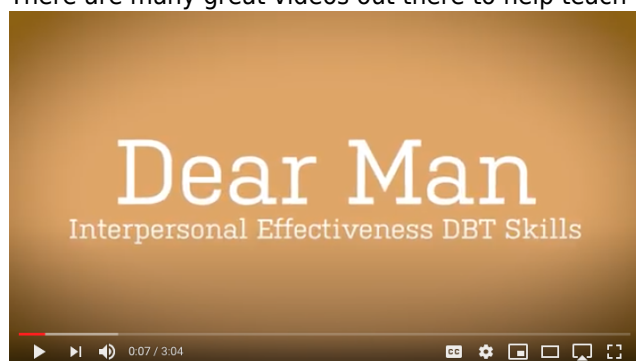 There are many great videos out there to help teach
Dear Man
Interpersonal Effectiveness DBT Skills
0:07 / 3:04
CC